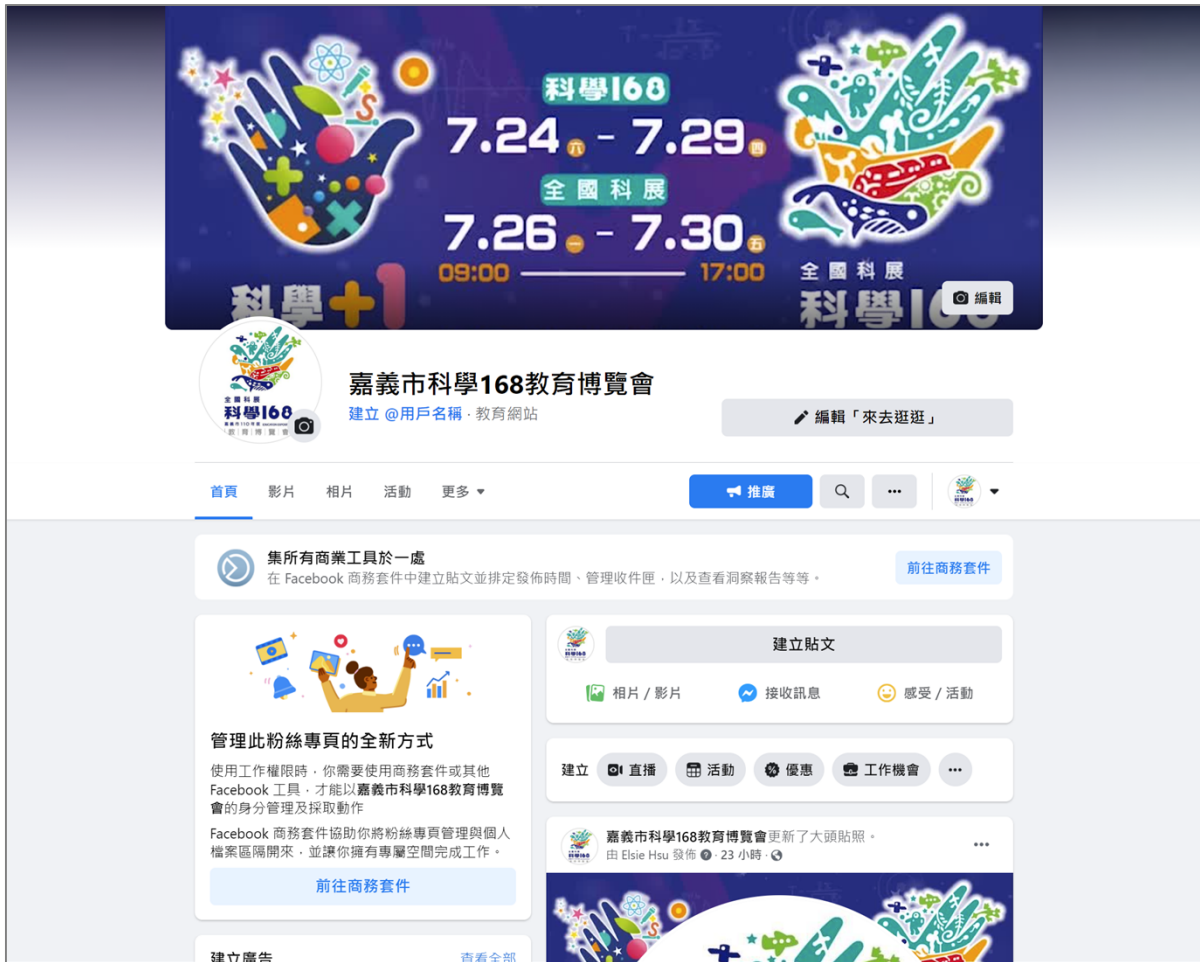 科學168
7.24 六 - 7.29 四
全國科展
7.26 一 - 7.30 五
09:00 17:00
科學+1
全國科展
科學168
編輯
全國科展
科學168
教育博覽會
嘉義市科學168教育博覽會
建立 @用戶名稱 · 教育網站
編輯「來去逛逛」
首頁 影片 相片 活動 更多
推廣
集所有商業工具於一處
在 Facebook 商務套件中建立貼文並排定發佈時間、管理收件匣，以及查看洞察報告等等。
前往商務套件
管理此粉絲專頁的全新方式
使用工作權限時，你需要使用商務套件或其他
Facebook 工具，才能以嘉義市科學168教育博覽
會的身分管理及採取動作
Facebook 商務套件協助你將粉絲專頁管理與個人
檔案區隔開來，並讓你擁有專屬空間完成工作。
前往商務套件
建立廣告 查看全部
建立貼文
相片 / 影片 接收訊息 感受 / 活動
建立 直播 活動 優惠 工作機會
嘉義市科學168教育博覽會更新了大頭貼照。
由 Elsie Hsu 發佈 · 23 小時 ·